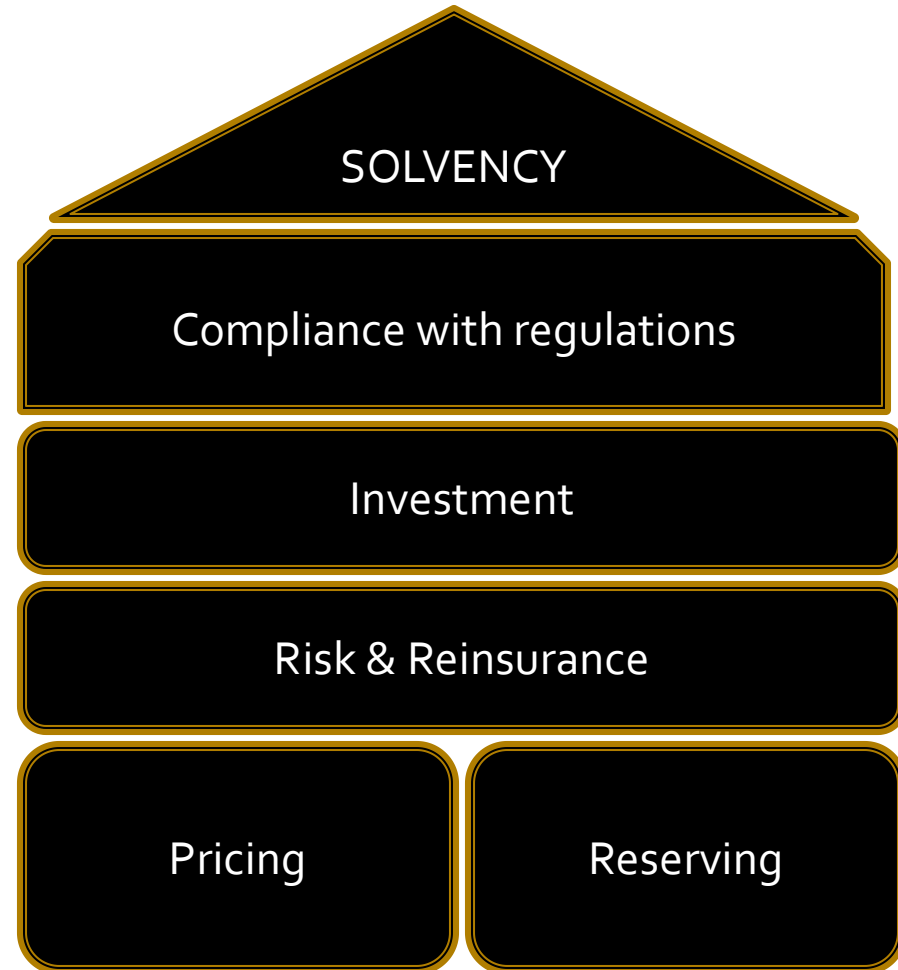 SOLVENCY
Compliance with regulations
Investment
Risk & Reinsurance
Pricing
Reserving